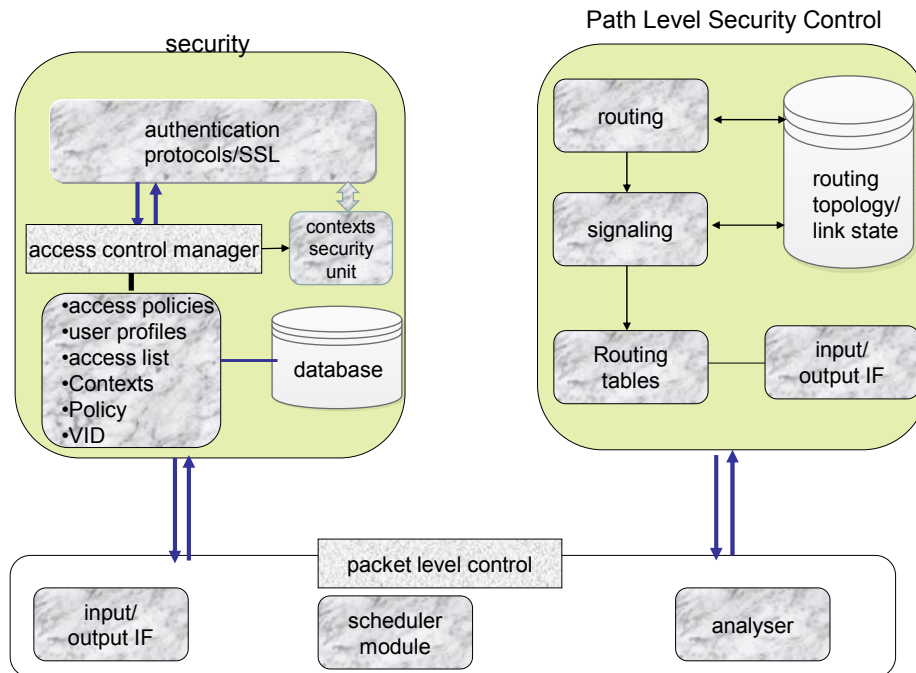 security
authentication
protocols/SSL
access control manager
contexts
security
unit
•access policies
•user profiles
•access list
•Contexts
•Policy
•VID
database
Path Level Security Control
routing
signaling
routing
topology/
link state
Routing
tables
input/
output IF
packet level control
input/
output IF
scheduler
module
analyser